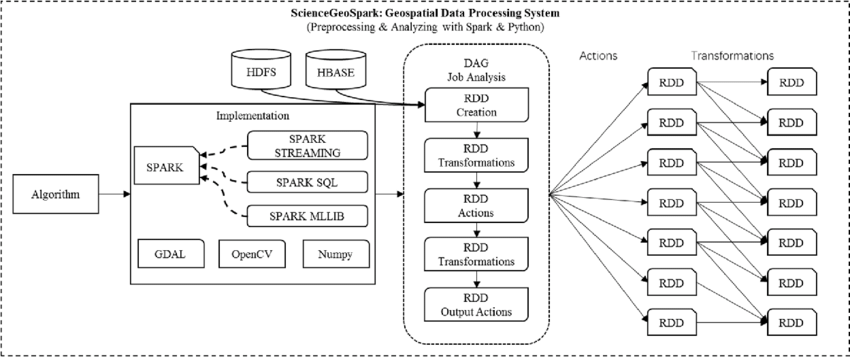 ScienceGeoSpark: Geospatial Data Processing System
(Preprocessing & Analyzing with Spark & Python)
HDFS
HBASE
Algorithm
Implementation
SPARK
SPARK
STREAMING
SPARK SQL
SPARK MLLIB
GDAL
OpenCV
Numpy
DAG
Job Analysis
RDD
Creation
RDD
Transformations
RDD
Actions
RDD
Transformations
RDD
Output Actions
Actions
Transformations
RDD
RDD
RDD
RDD
RDD
RDD
RDD
RDD
RDD
RDD
RDD
RDD
RDD
RDD